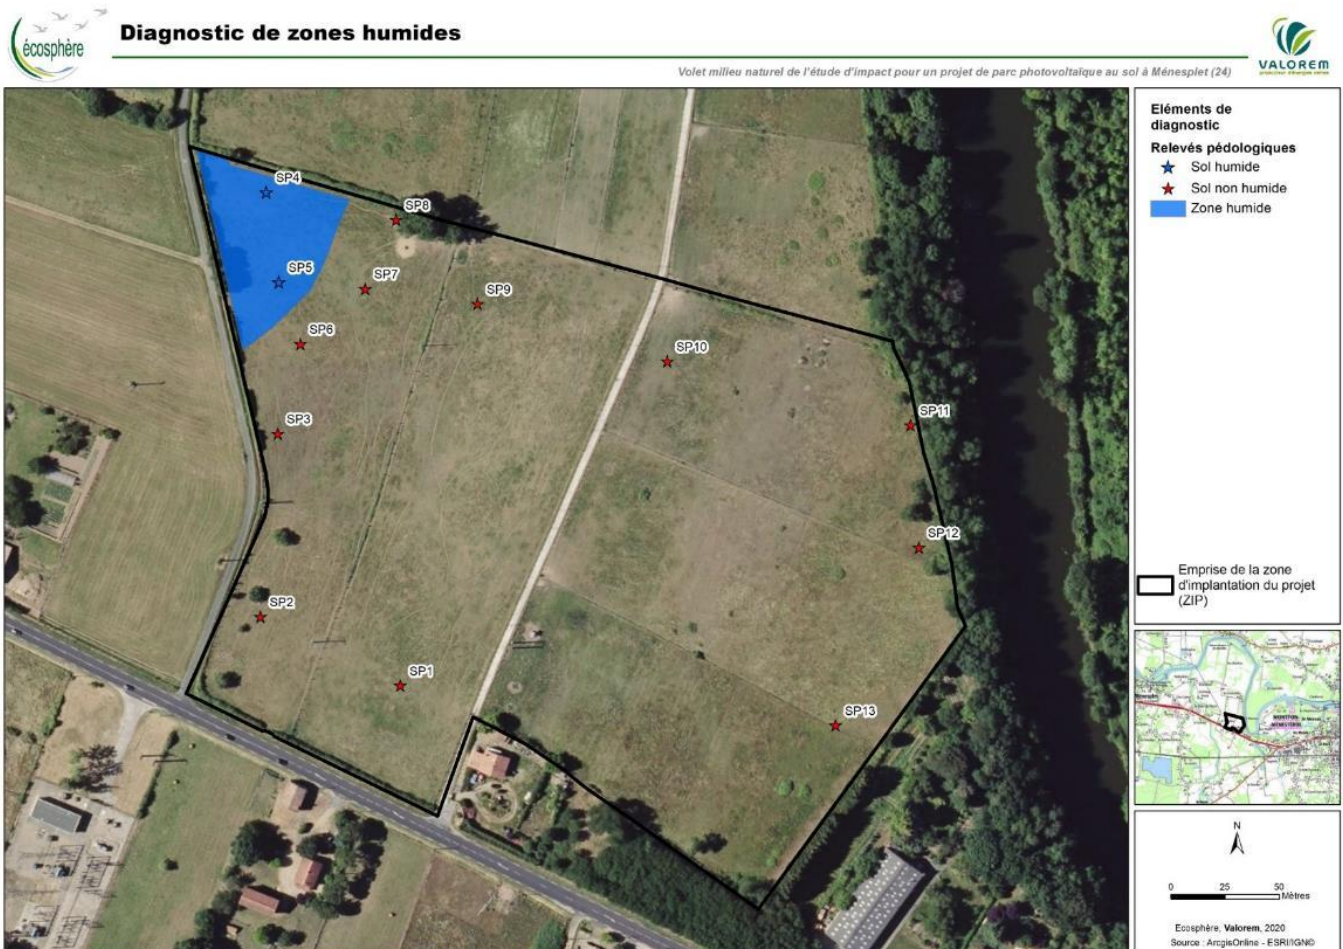 écosphère
Diagnostic de zones humides
Volet milieu naturel de l'étude d'impact pour un projet de parc photovoltaïque au sol à Ménesplet (24)
VALOREM
SP4
SP8
SP5
SP7
SP9
SP6
SP10
SP3
SP11
SP12
SP2
SP1
SP13
Eléments de
diagnostic
Relevés pédologiques
Sol humide
Sol non humide
Zone humide
Emprise de la zone
d'implantation du projet
(ZIP)
N
0 25 50
Mètres
Ecosphère, Valorem, 2020
Source : ArcgisOnline - ESRI/IGN©